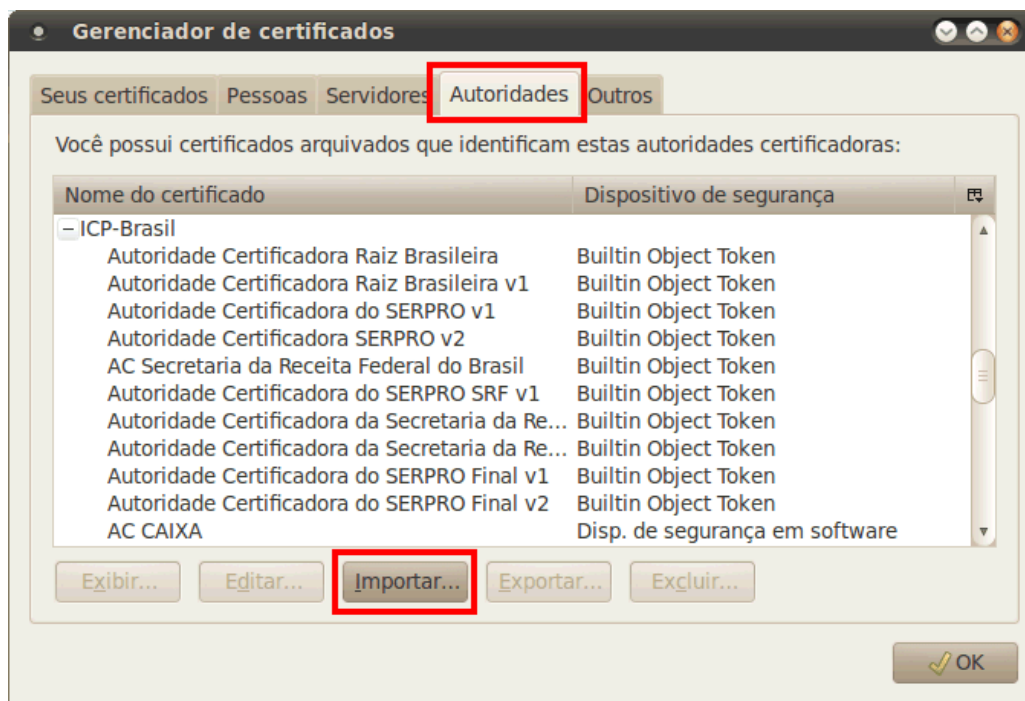 Gerenciador de certificados
Seus certificados Pessoas Servidores Autoridades Outros
Você possui certificados arquivados que identificam estas autoridades certificadoras:
Nome do certificado Dispositivo de segurança
ICP-Brasil
Autoridade Certificadora Raiz Brasileira Builtin Object Token
Autoridade Certificadora Raiz Brasileira v1 Builtin Object Token
Autoridade Certificadora do SERPRO v1 Builtin Object Token
Autoridade Certificadora SERPRO v2 Builtin Object Token
AC Secretaria da Receita Federal do Brasil Builtin Object Token
Autoridade Certificadora do SERPRO SRF v1 Builtin Object Token
Autoridade Certificadora da Secretaria da Re... Builtin Object Token
Autoridade Certificadora da Secretaria da Re... Builtin Object Token
Autoridade Certificadora do SERPRO Final v1 Builtin Object Token
Autoridade Certificadora do SERPRO Final v2 Builtin Object Token
AC CAIXA Disp. de segurança em software
Exibir... Editar... Importar... Exportar... Excluir...
OK